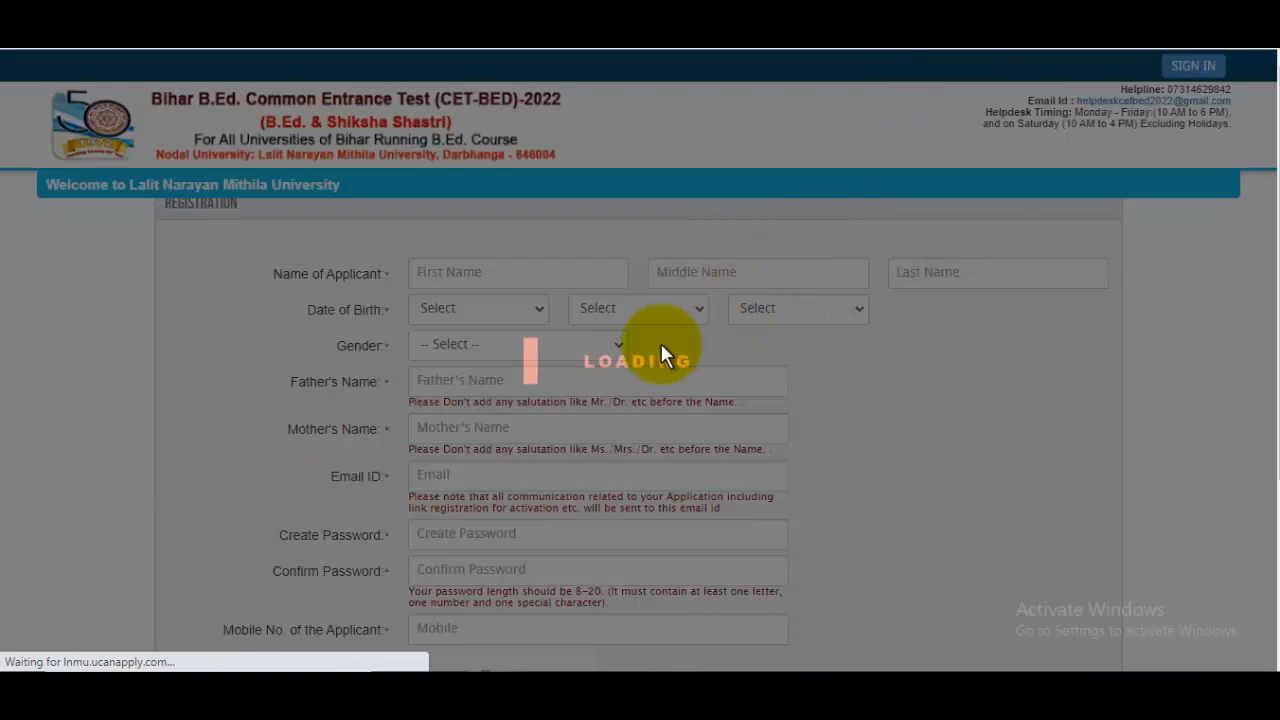 SIGN IN
Bihar B.Ed. Common Entrance Test (CET-BED)-2022
(B.Ed. & Shiksha Shastri)
For All Universities of Bihar Running B.Ed. Course
Nodal University: Lalit Narayan Mithila University, Darbhanga - 846004
Helpline: 07314629842
Email Id : helpdeskcetbed2022@gmail.com
Helpdesk Timing: Monday - Friday:(10 AM to 6 PM).
and on Saturday (10 AM to 4 PM) Excluding Holidays.
Welcome to Lalit Narayan Mithila University
REGISTRATION
Name of Applicant:* First Name Middle Name Last Name
Date of Birth:* Select Select Select
Gender:* -- Select --
LOADING
Father's Name: * Father's Name
Please Don't add any salutation like Mr./Dr. etc before the Name. .
Mother's Name: * Mother's Name
Please Don't add any salutation like Ms./Mrs./Dr. etc before the Name. .
Email ID:* Email
Please note that all communication related to your Application including
link registration for activation etc. will be sent to this email id.
Create Password:* Create Password
Confirm Password:* Confirm Password
Your password length should be 8-20. (It must contain at least one letter,
one number and one special character).
Mobile No. of the Applicant:* Mobile
Activate Windows
Go to Settings to activate Windows.
Waiting for lnmu.ucanapply.com...